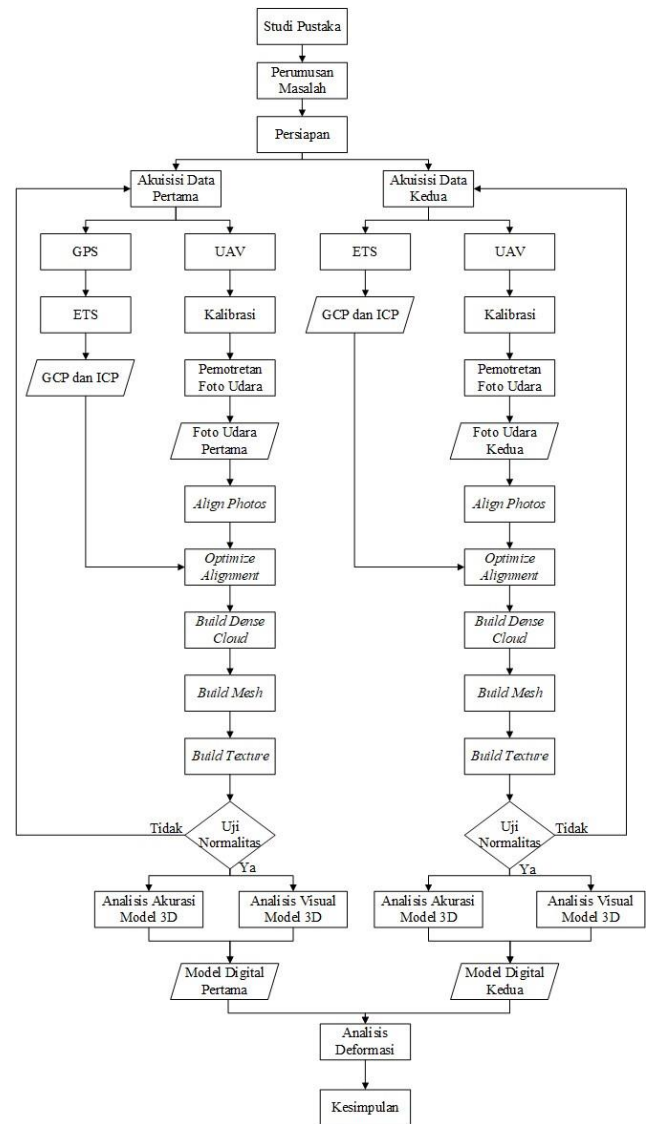 Studi Pustaka
Perumusan
Masalah
Persiapan
Akuisisi Data
Pertama
Akuisisi Data
Kedua
GPS
UAV
ETS
UAV
ETS
Kalibrasi
GCP dan ICP
Kalibrasi
GCP dan ICP
Pemotretan
Foto Udara
Pemotretan
Foto Udara
Foto Udara
Pertama
Foto Udara
Kedua
Align Photos
Align Photos
Optimize
Alignment
Optimize
Alignment
Build Dense
Cloud
Build Dense
Cloud
Build Mesh
Build Mesh
Build Texture
Build Texture
Tidak
Uji
Normalitas
Uji
Normalitas
Tidak
Ya
Ya
Analisis Akurasi
Model 3D
Analisis Visual
Model 3D
Analisis Akurasi
Model 3D
Analisis Visual
Model 3D
Model Digital
Pertama
Model Digital
Kedua
Analisis
Deformasi
Kesimpulan